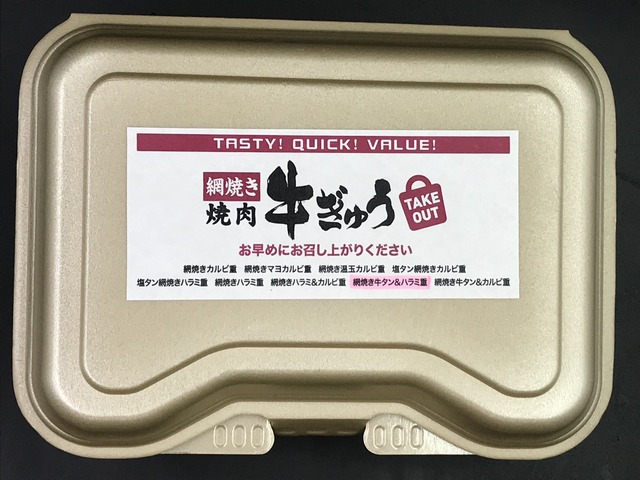 TASTY! QUICK! VALUE!
網焼き
焼肉
牛ぎゅう
TAKE
OUT
お早めにお召し上がりください
網焼きカルビ重 網焼きマヨカルビ重 網焼き温玉カルビ重 塩タン網焼きカルビ重
塩タン網焼きハラミ重 網焼きハラミ重 網焼きハラミ&カルビ重 網焼き牛タン&ハラミ重 網焼き牛タン&カルビ重